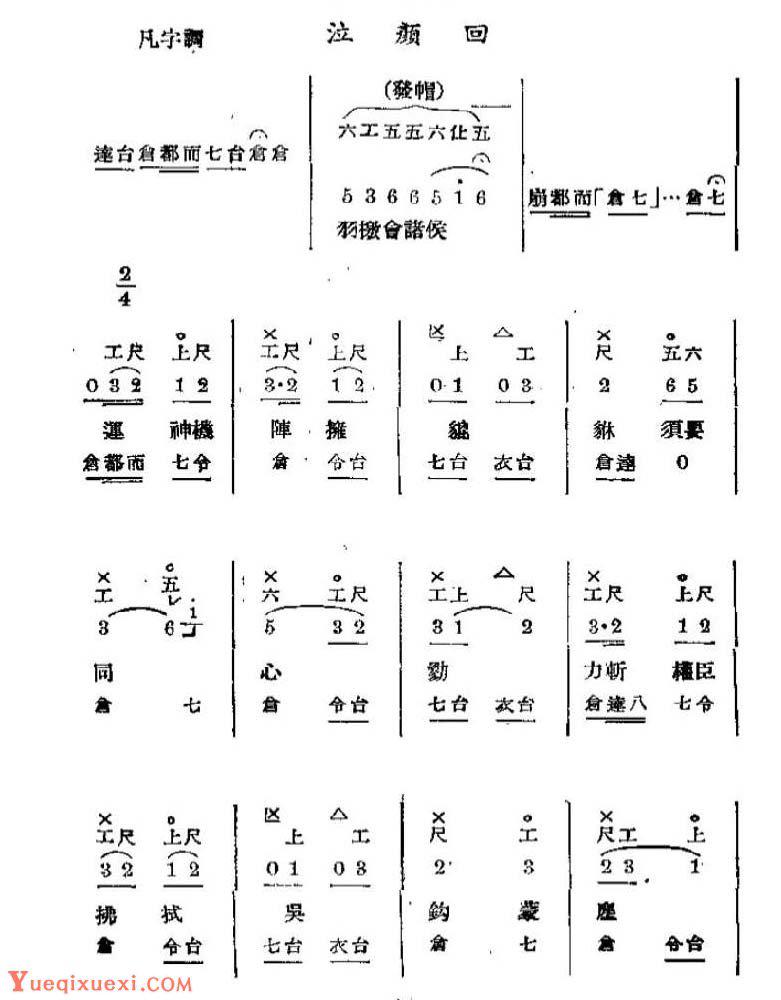 凡字調 泣顏回
(發帽)
六工五五六仩五
達台倉都而七台倉倉
5 3 6 6 5 1 6
崩都而「倉七」…倉七
羽撥會諸侯
2/4
× ○ × ○ △ × ○
工尺 上尺 工尺 上尺 上 工 尺 五六
0 3 2 1 2 3·2 1 2 0 1 0 3 2 6 5
運 神機 陣 擁 貔 貅 須要
倉都而 七令 倉 令台 七台 衣台 倉達 0
× ○ × ○ × △ × ○
工 五 六 工尺 工上 尺 工尺 上尺
3 6 1 5 3 2 3 1 2 3·2 1 2
同 心 勠 力斬 權臣
倉 七 倉 令台 七台 衣台 倉達八 七令
× ○ △ × ○ × ○
工尺 上尺 上 工 尺 工 尺工 上
3 2 1 2 0 1 0 3 2· 3 2 3 1
拂 拭 吳 鈎 蒙 塵
倉 令台 七台 衣台 倉 七 倉 令台
Yueqixuexi.com